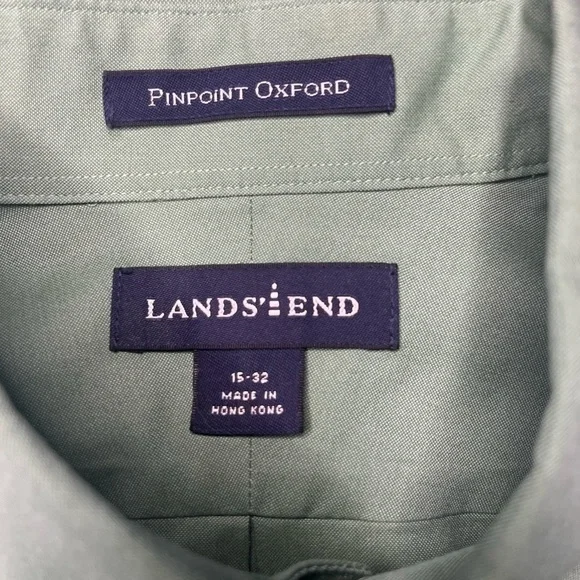 PINPOINT OXFORD
LANDS' END
15-32
MADE IN
HONG KONG